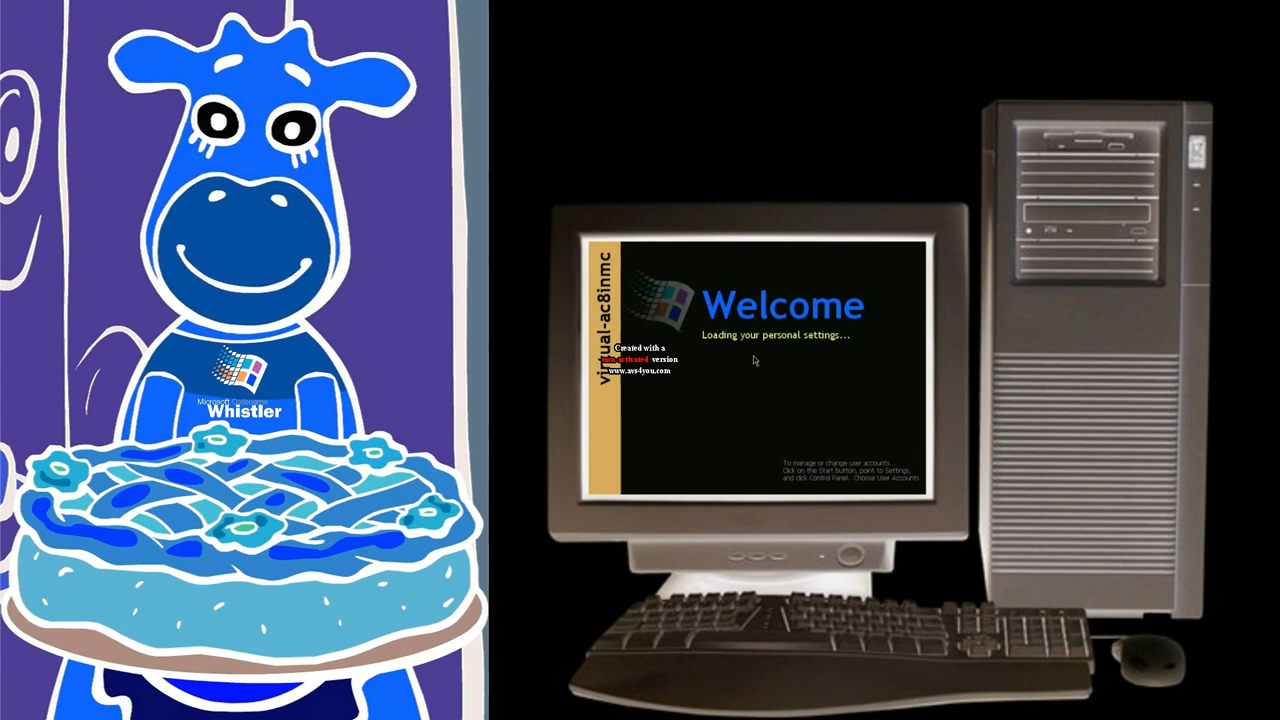 Microsoft Codename
Whistler
virtual-ac8inmc
Welcome
Loading your personal settings...
Created with a
non-activated version
www.avs4you.com
To manage or change user accounts...
Click on the Start button, point to Settings,
and click Control Panel. Choose User Accounts.